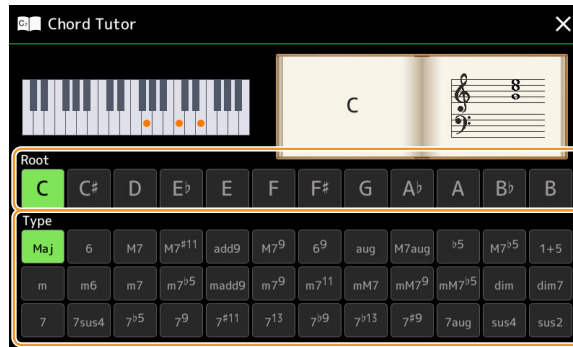 C7 Chord Tutor
C
Root
C C♯ D E♭ E F F♯ G A♭ A B♭ B
Type
Maj 6 M7 M7♯11 add9 M7⁹ 6⁹ aug M7aug ♭5 M7♭5 1+5
m m6 m7 m7♭5 madd9 m7⁹ m7¹¹ mM7 mM7⁹ mM7♭5 dim dim7
7 7sus4 7♭5 7⁹ 7♯11 7¹³ 7♭9 7♭13 7♯9 7aug sus4 sus2